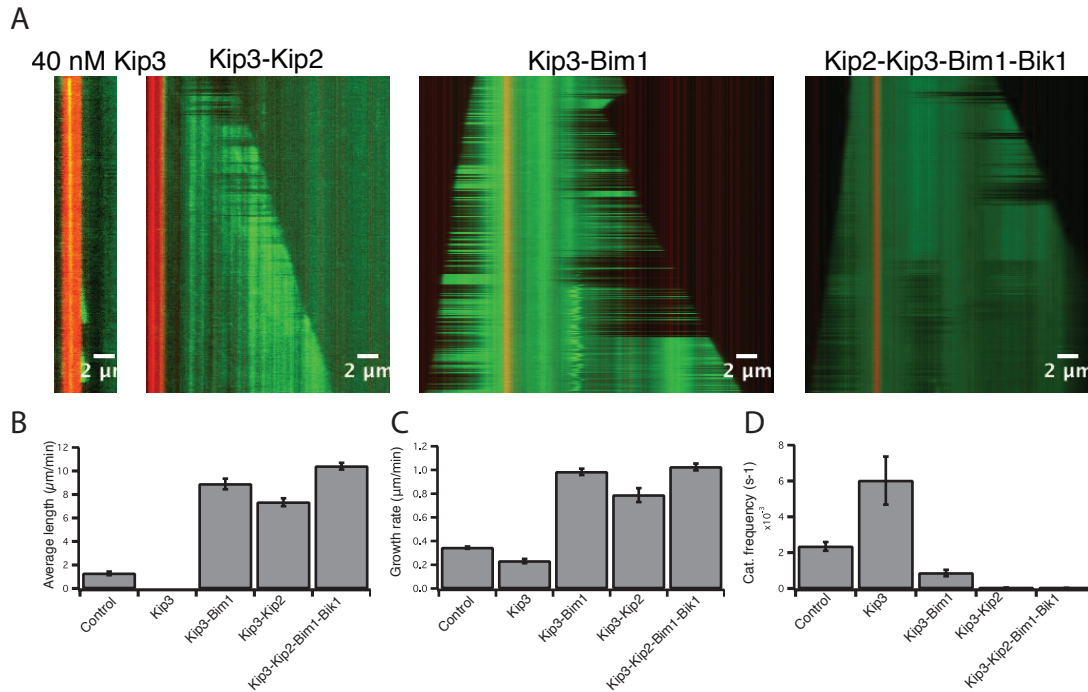 A
40 nM Kip3
Kip3-Kip2
Kip3-Bim1
Kip2-Kip3-Bim1-Bik1
2 µm
2 µm
2 µm
2 µm
B
Average length (µm/min)
12
10
8
6
4
2
0
Control
Kip3
Kip3-Bim1
Kip3-Kip2
Kip3-Kip2-Bim1-Bik1
C
Growth rate (µm/min)
1.2
1.0
0.8
0.6
0.4
0.2
0.0
Control
Kip3
Kip3-Bim1
Kip3-Kip2
Kip3-Kip2-Bim1-Bik1
D
Cat. frequency (s-1)
x10⁻³
8
6
4
2
0
Control
Kip3
Kip3-Bim1
Kip3-Kip2
Kip3-Kip2-Bim1-Bik1